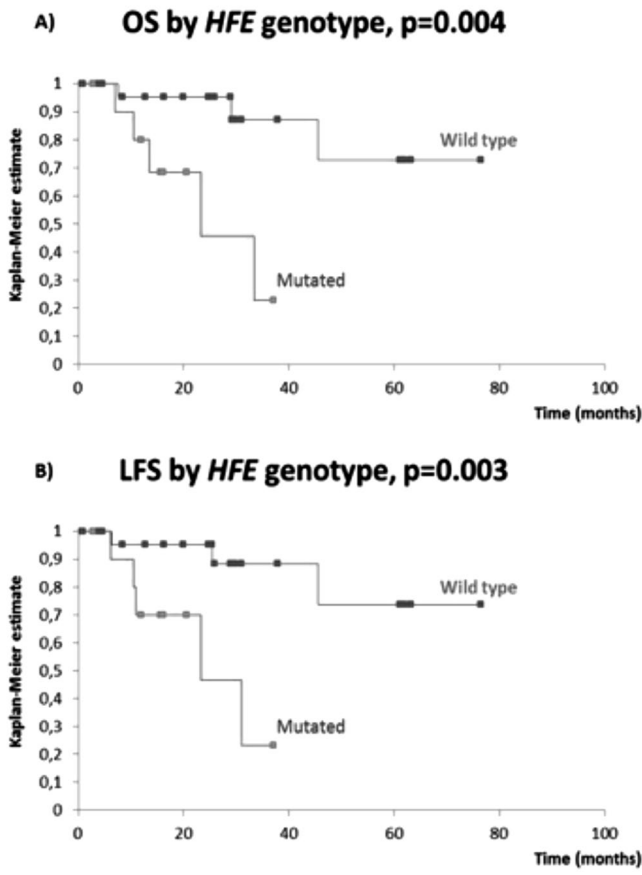 A) OS by HFE genotype, p=0.004
Kaplan-Meier estimate
1
0,9
0,8
0,7
0,6
0,5
0,4
0,3
0,2
0,1
0
Wild type
Mutated
0 20 40 60 80 100
Time (months)
B) LFS by HFE genotype, p=0.003
Kaplan-Meier estimate
1
0,9
0,8
0,7
0,6
0,5
0,4
0,3
0,2
0,1
0
Wild type
Mutated
0 20 40 60 80 100
Time (months)